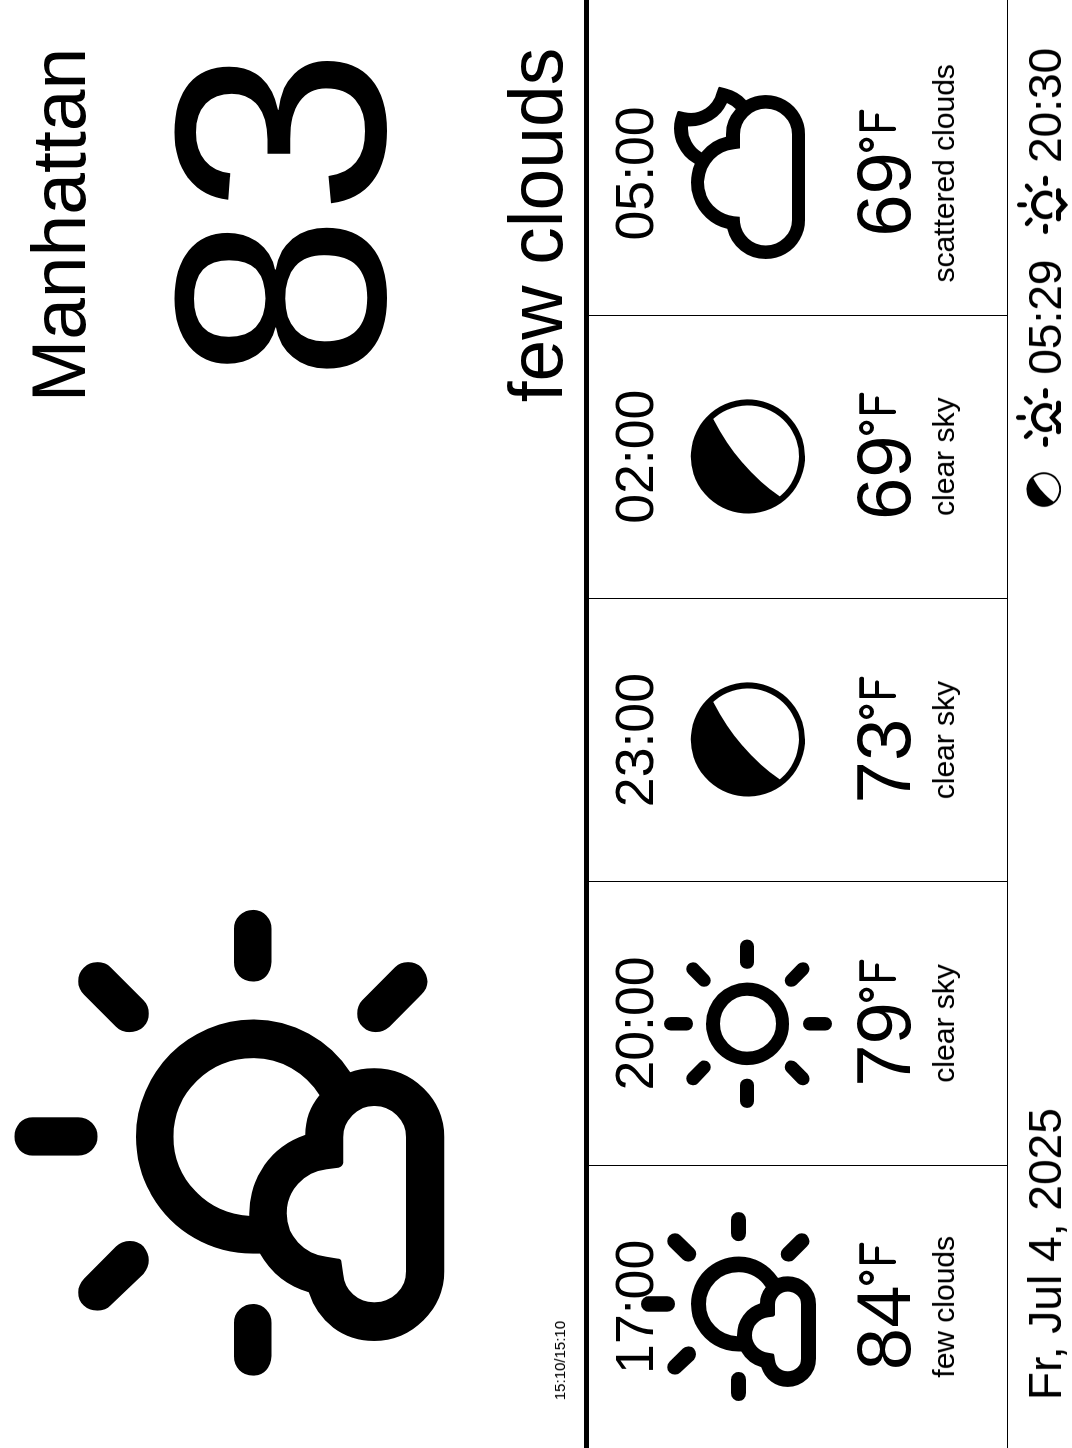 Manhattan
83
few clouds
15:10/15:10
17:00
84°F
few clouds
20:00
79°F
clear sky
23:00
73°F
clear sky
02:00
69°F
clear sky
05:00
69°F
scattered clouds
Fr, Jul 4, 2025
05:29
20:30